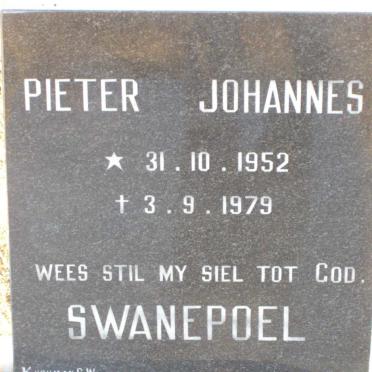 PIETER JOHANNES
★ 31.10.1952
† 3.9.1979
WEES STIL MY SIEL TOT GOD.
SWANEPOEL